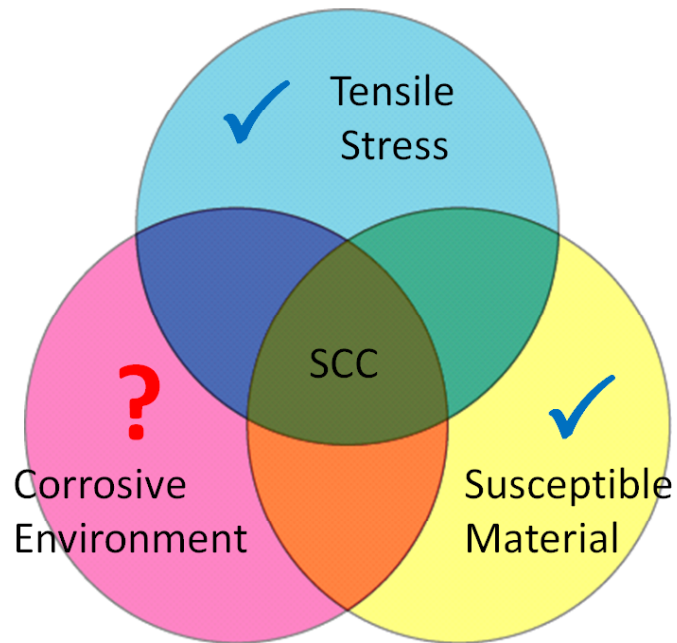 Tensile
Stress
SCC
?
Corrosive
Environment
Susceptible
Material